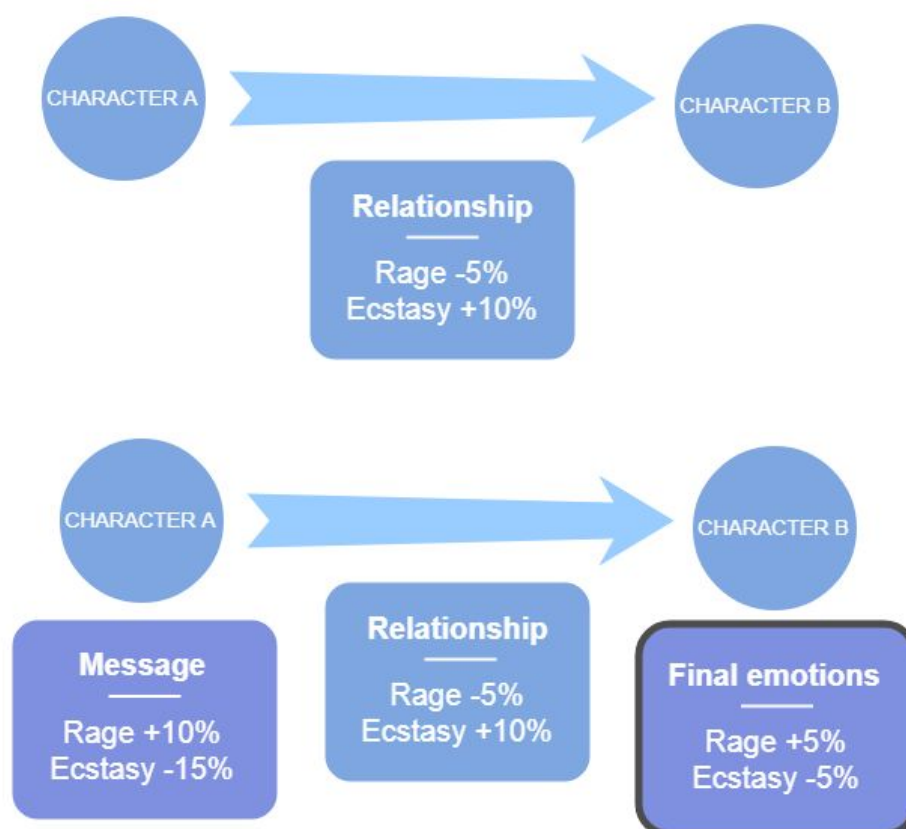 CHARACTER A
CHARACTER B
Relationship
Rage -5%
Ecstasy +10%
CHARACTER A
CHARACTER B
Message
Rage +10%
Ecstasy -15%
Relationship
Rage -5%
Ecstasy +10%
Final emotions
Rage +5%
Ecstasy -5%